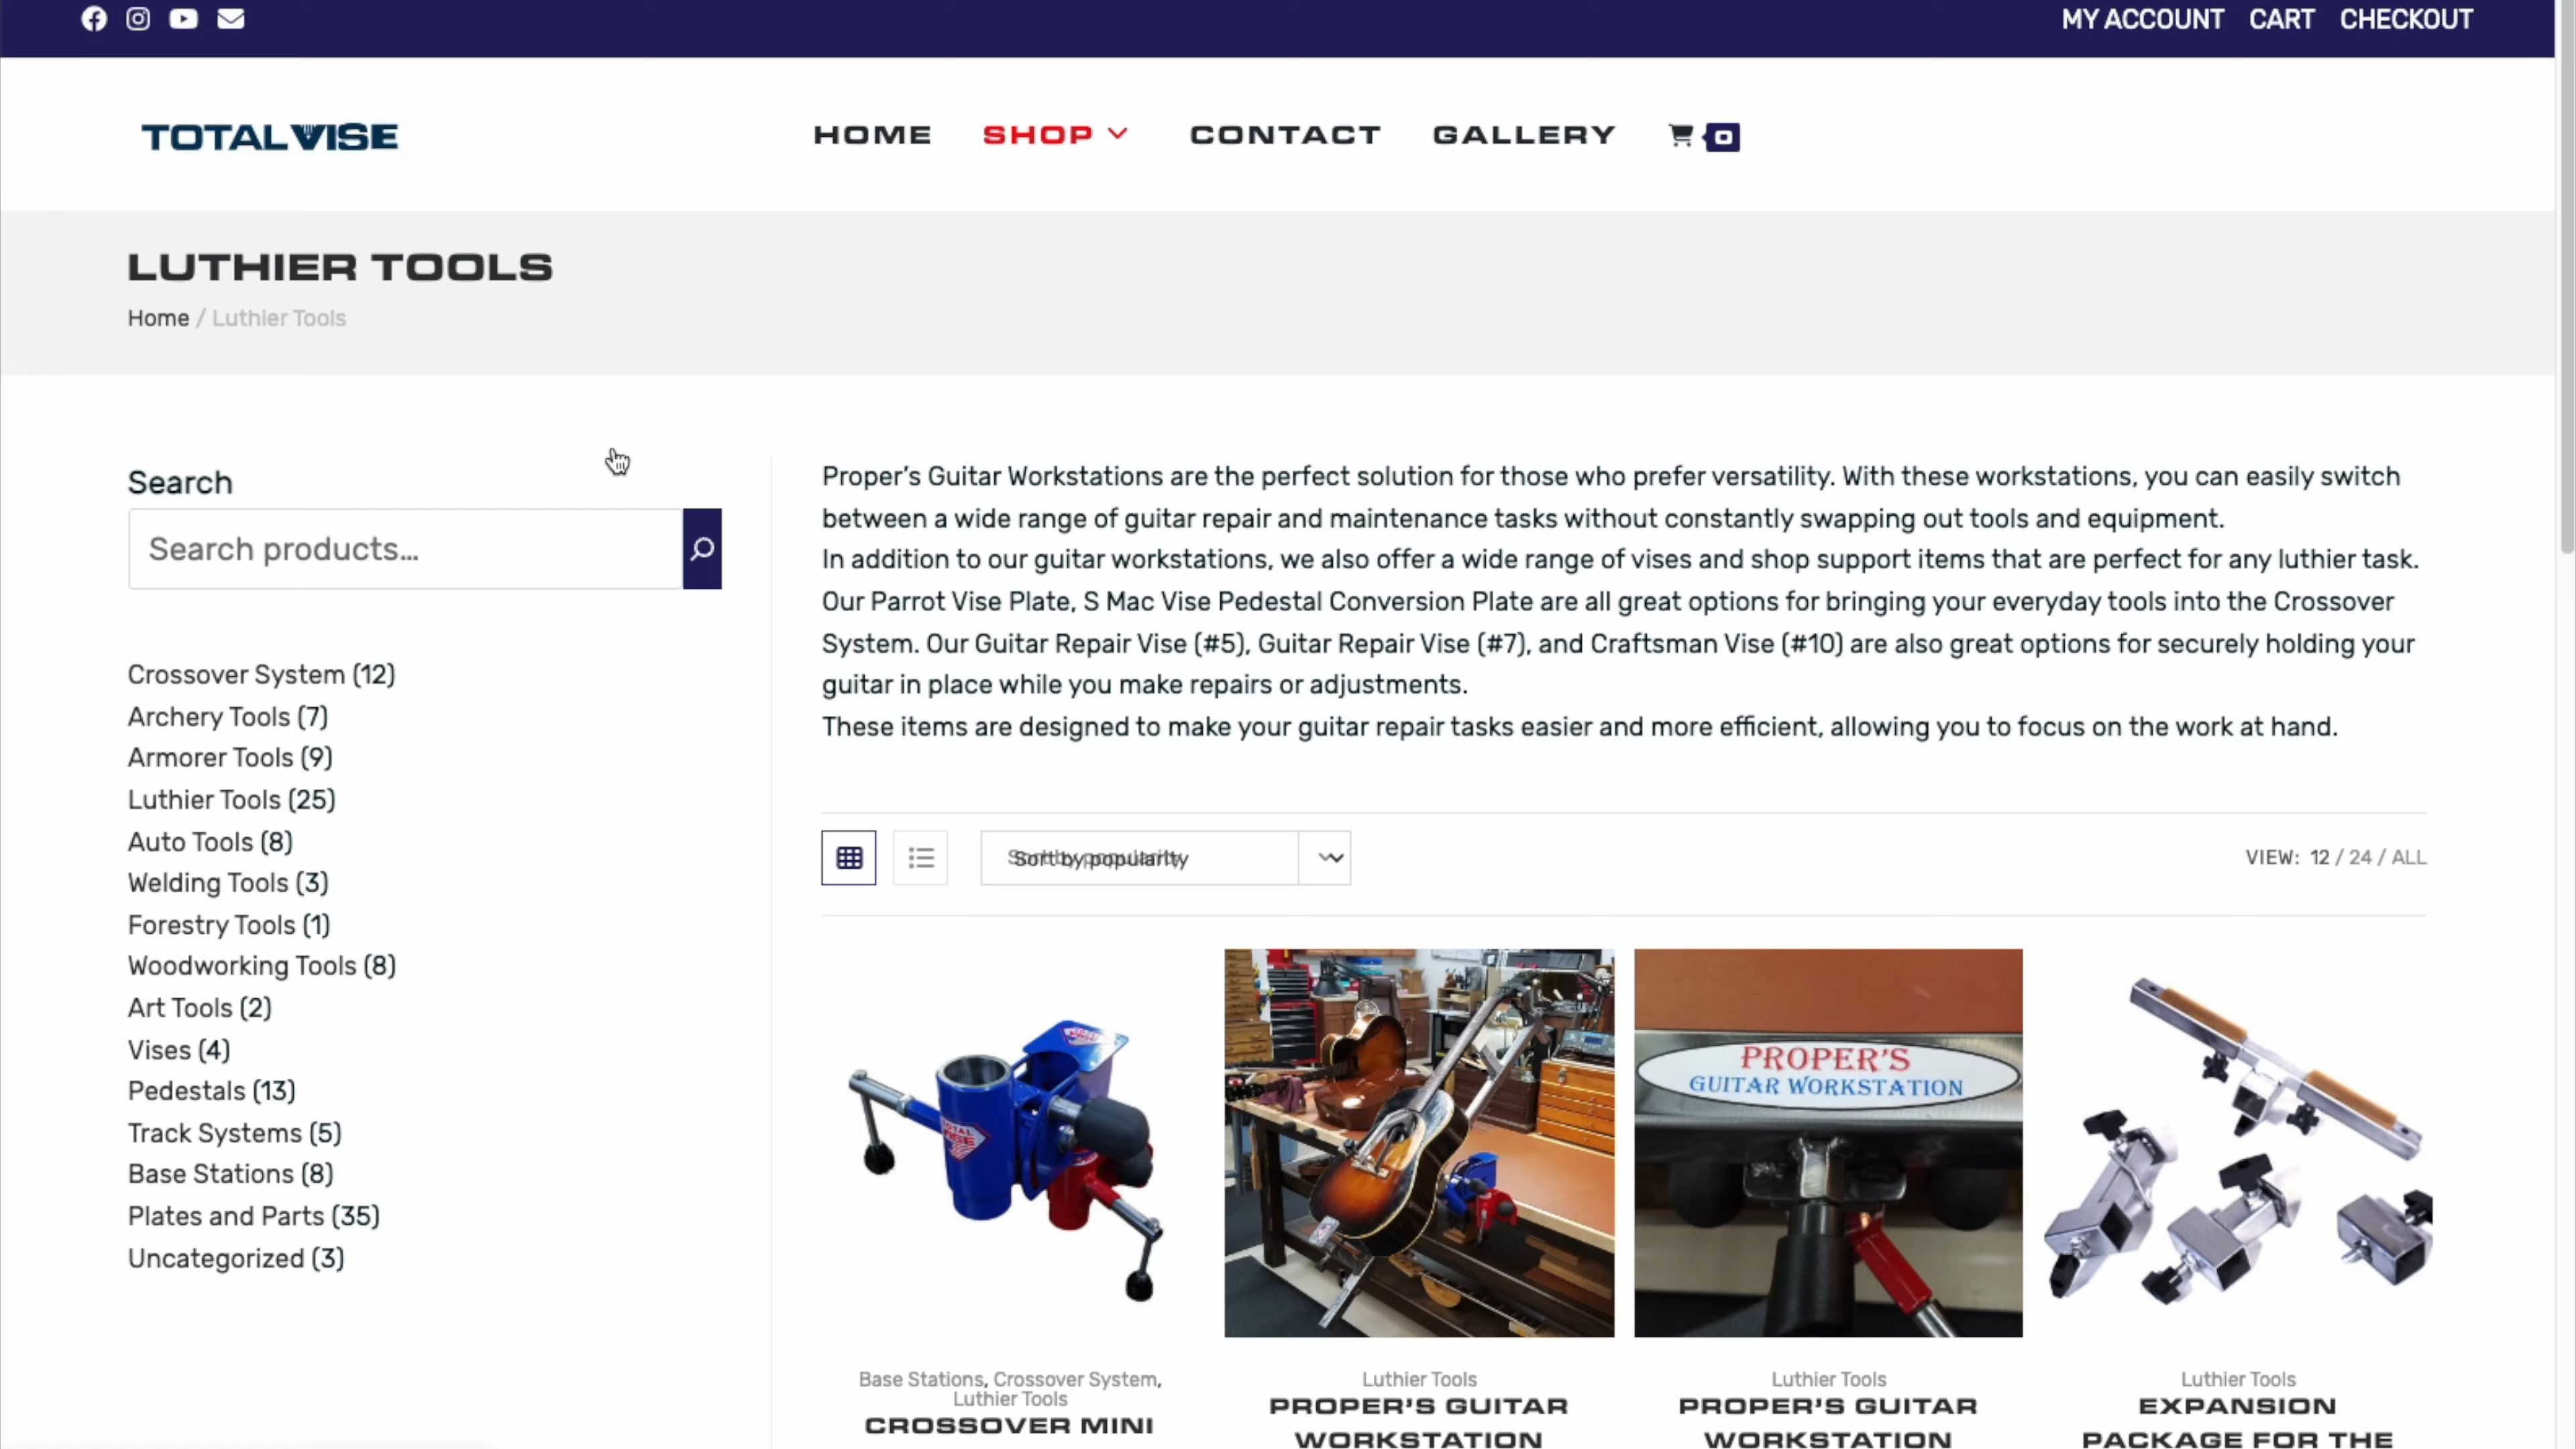 MY ACCOUNT CART CHECKOUT
TOTAL VISE
HOME SHOP CONTACT GALLERY 0
LUTHIER TOOLS
Home / Luthier Tools
Search
Search products...
Crossover System (12)
Archery Tools (7)
Armorer Tools (9)
Luthier Tools (25)
Auto Tools (8)
Welding Tools (3)
Forestry Tools (1)
Woodworking Tools (8)
Art Tools (2)
Vises (4)
Pedestals (13)
Track Systems (5)
Base Stations (8)
Plates and Parts (35)
Uncategorized (3)
Proper's Guitar Workstations are the perfect solution for those who prefer versatility. With these workstations, you can easily switch
between a wide range of guitar repair and maintenance tasks without constantly swapping out tools and equipment.
In addition to our guitar workstations, we also offer a wide range of vises and shop support items that are perfect for any luthier task.
Our Parrot Vise Plate, S Mac Vise Pedestal Conversion Plate are all great options for bringing your everyday tools into the Crossover
System. Our Guitar Repair Vise (#5), Guitar Repair Vise (#7), and Craftsman Vise (#10) are also great options for securely holding your
guitar in place while you make repairs or adjustments.
These items are designed to make your guitar repair tasks easier and more efficient, allowing you to focus on the work at hand.
Sort by popularity
VIEW: 12 / 24 / ALL
TOTAL VISE
PROPER'S
GUITAR WORKSTATION
Base Stations, Crossover System,
Luthier Tools
CROSSOVER MINI
Luthier Tools
PROPER'S GUITAR
WORKSTATION
Luthier Tools
PROPER'S GUITAR
WORKSTATION
Luthier Tools
EXPANSION
PACKAGE FOR THE